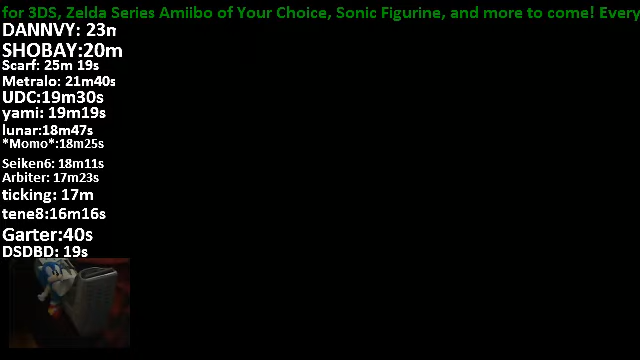 for 3DS, Zelda Series Amiibo of Your Choice, Sonic Figurine, and more to come! Every
DANNVY: 23m
SHOBAY:20m
Scarf: 25m 19s
Metralo: 21m40s
UDC:19m30s
yami: 19m19s
lunar:18m47s
*Momo*:18m25s
Seiken6: 18m11s
Arbiter: 17m23s
ticking: 17m
tene8:16m16s
Garter:40s
DSDBD: 19s